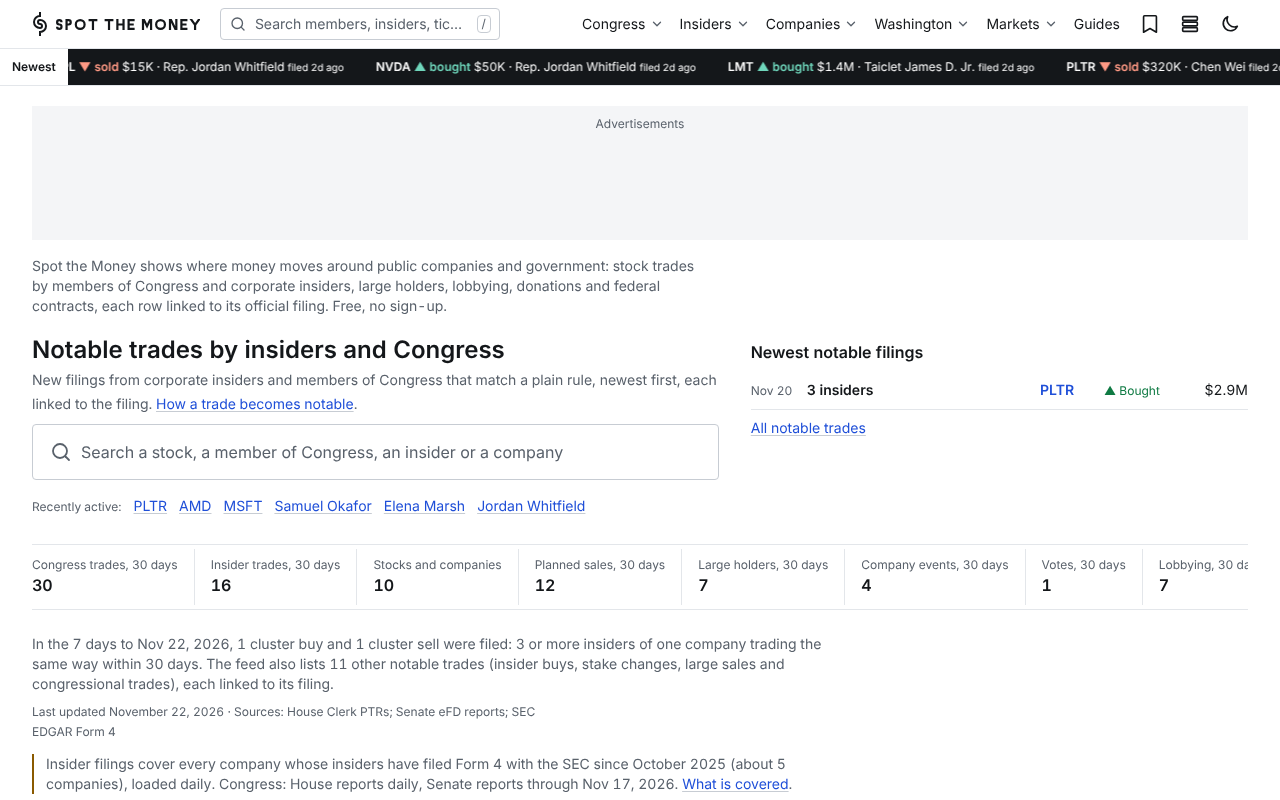 SPOT THE MONEY
Search members, insiders, tic... /
Congress
Insiders
Companies
Washington
Markets
Guides
Newest
L ▼ sold $15K · Rep. Jordan Whitfield filed 2d ago
NVDA ▲ bought $50K · Rep. Jordan Whitfield filed 2d ago
LMT ▲ bought $1.4M · Taiclet James D. Jr. filed 2d ago
PLTR ▼ sold $320K · Chen Wei filed 2d
Advertisements
Spot the Money shows where money moves around public companies and government: stock trades
by members of Congress and corporate insiders, large holders, lobbying, donations and federal
contracts, each row linked to its official filing. Free, no sign-up.
Notable trades by insiders and Congress
New filings from corporate insiders and members of Congress that match a plain rule, newest first, each
linked to the filing. How a trade becomes notable.
Search a stock, a member of Congress, an insider or a company
Recently active: PLTR AMD MSFT Samuel Okafor Elena Marsh Jordan Whitfield
Newest notable filings
Nov 20 3 insiders PLTR ▲ Bought $2.9M
All notable trades
Congress trades, 30 days
30
Insider trades, 30 days
16
Stocks and companies
10
Planned sales, 30 days
12
Large holders, 30 days
7
Company events, 30 days
4
Votes, 30 days
1
Lobbying, 30 da
7
In the 7 days to Nov 22, 2026, 1 cluster buy and 1 cluster sell were filed: 3 or more insiders of one company trading the
same way within 30 days. The feed also lists 11 other notable trades (insider buys, stake changes, large sales and
congressional trades), each linked to its filing.
Last updated November 22, 2026 · Sources: House Clerk PTRs; Senate eFD reports; SEC
EDGAR Form 4
Insider filings cover every company whose insiders have filed Form 4 with the SEC since October 2025 (about 5
companies), loaded daily. Congress: House reports daily, Senate reports through Nov 17, 2026. What is covered.